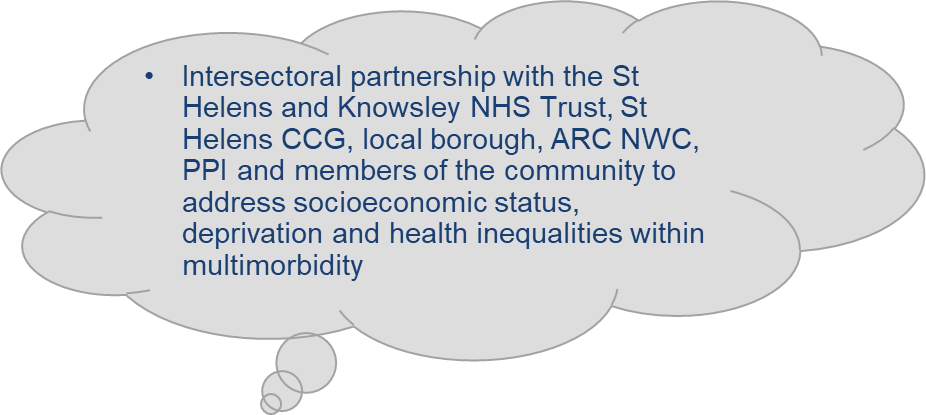 • Intersectoral partnership with the St
Helens and Knowsley NHS Trust, St
Helens CCG, local borough, ARC NWC,
PPI and members of the community to
address socioeconomic status,
deprivation and health inequalities within
multimorbidity